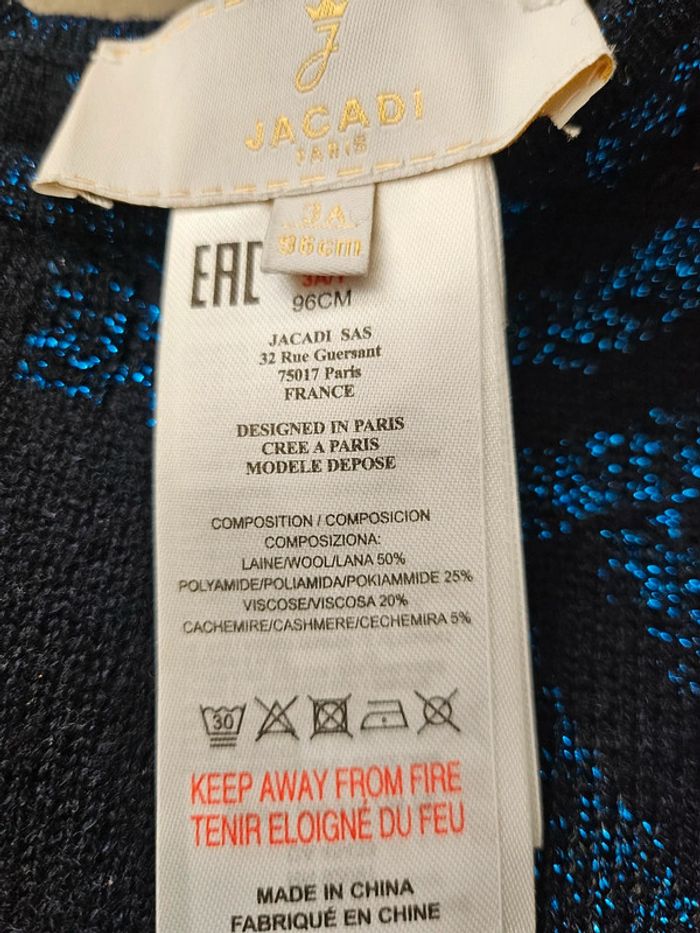 JACADI
PARIS
3A
96cm
EAC
96CM
JACADI SAS
32 Rue Guersant
75017 Paris
FRANCE
DESIGNED IN PARIS
CREE A PARIS
MODELE DEPOSE
COMPOSITION / COMPOSICION
COMPOSIZIONA:
LAINE/WOOL/LANA 50%
POLYAMIDE/POLIAMIDA/POKIAMMIDE 25%
VISCOSE/VISCOSA 20%
CACHEMIRE/CASHMERE/CECHEMIRA 5%
30
KEEP AWAY FROM FIRE
TENIR ELOIGNÉ DU FEU
MADE IN CHINA
FABRIQUÉ EN CHINE